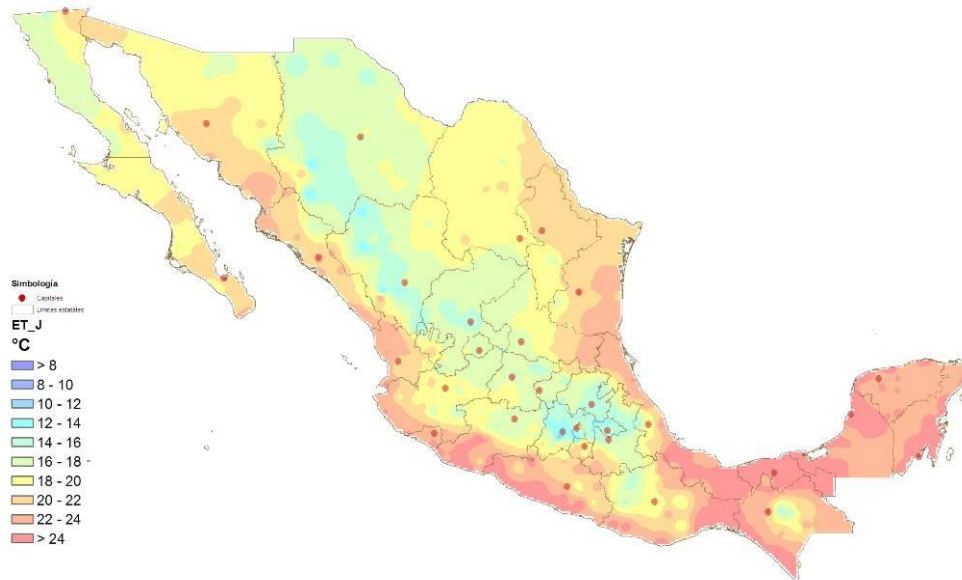 Simbología
Capitales
Límites estatales
ET_J
°C
> 8
8 - 10
10 - 12
12 - 14
14 - 16
16 - 18
18 - 20
20 - 22
22 - 24
> 24